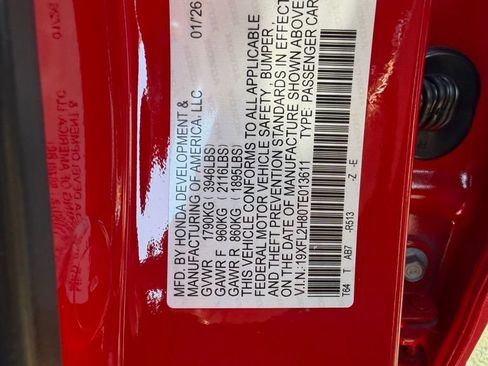 MFD. BY HONDA DEVELOPMENT &
MANUFACTURING OF AMERICA, LLC 01/26
GVWR 1790KG (3946LBS)
GAWR F 960KG (2116LBS)
GAWR R 860KG (1895LBS)
THIS VEHICLE CONFORMS TO ALL APPLICABLE
FEDERAL MOTOR VEHICLE SAFETY, BUMPER,
AND THEFT PREVENTION STANDARDS IN EFFECT
ON THE DATE OF MANUFACTURE SHOWN ABOVE
V.I.N.: 19XFL2H80TE013611 TYPE: PASSENGER CAR
T64 T AB7 -R513 -Z -E